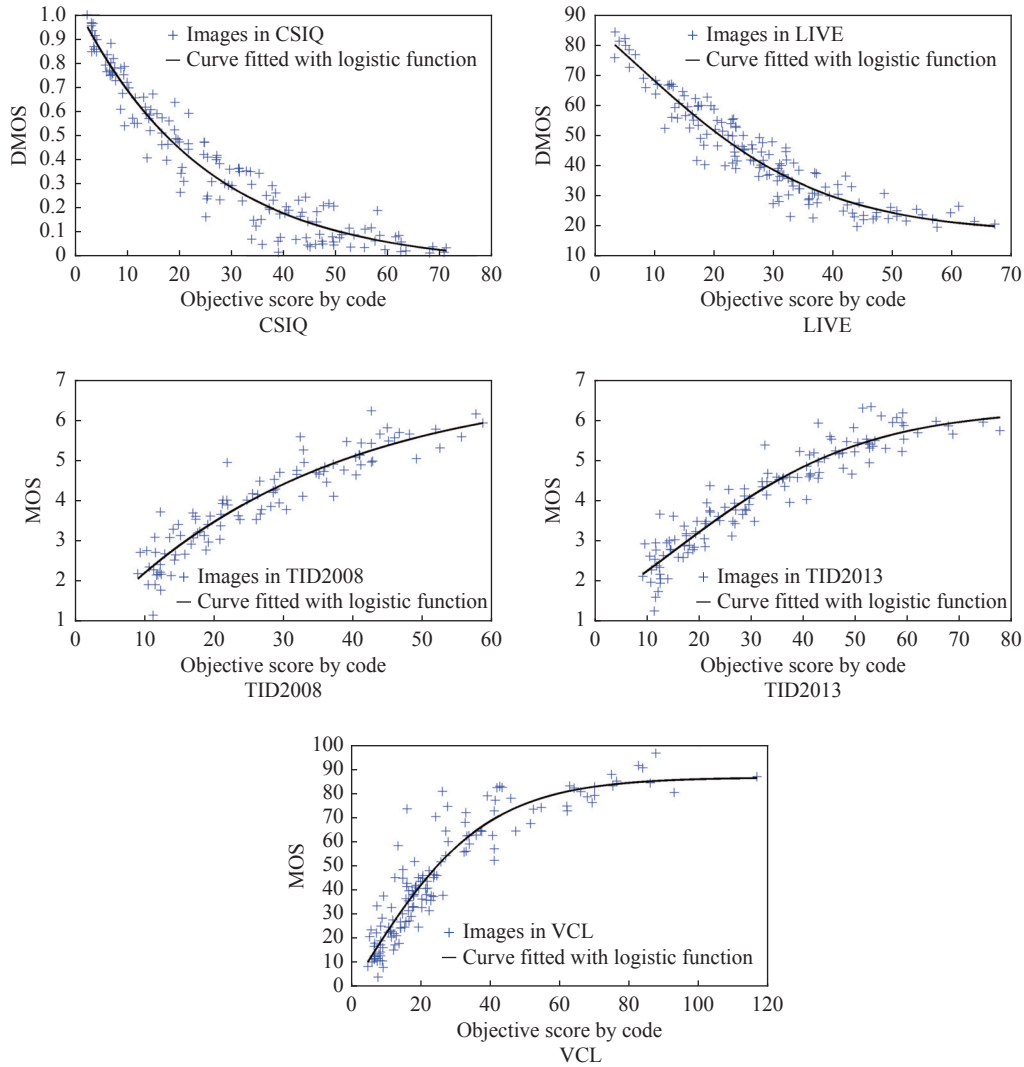 1.0
0.9
0.8
0.7
0.6
0.5
0.4
0.3
0.2
0.1
0
DMOS
Images in CSIQ
Curve fitted with logistic function
0 10 20 30 40 50 60 70 80
Objective score by code
CSIQ
90
80
70
60
50
40
30
20
10
DMOS
Images in LIVE
Curve fitted with logistic function
0 10 20 30 40 50 60 70
Objective score by code
LIVE
7
6
5
4
3
2
1
MOS
Images in TID2008
Curve fitted with logistic function
0 10 20 30 40 50 60
Objective score by code
TID2008
7
6
5
4
3
2
1
MOS
Images in TID2013
Curve fitted with logistic function
0 10 20 30 40 50 60 70 80
Objective score by code
TID2013
100
90
80
70
60
50
40
30
20
10
0
MOS
Images in VCL
Curve fitted with logistic function
0 20 40 60 80 100 120
Objective score by code
VCL